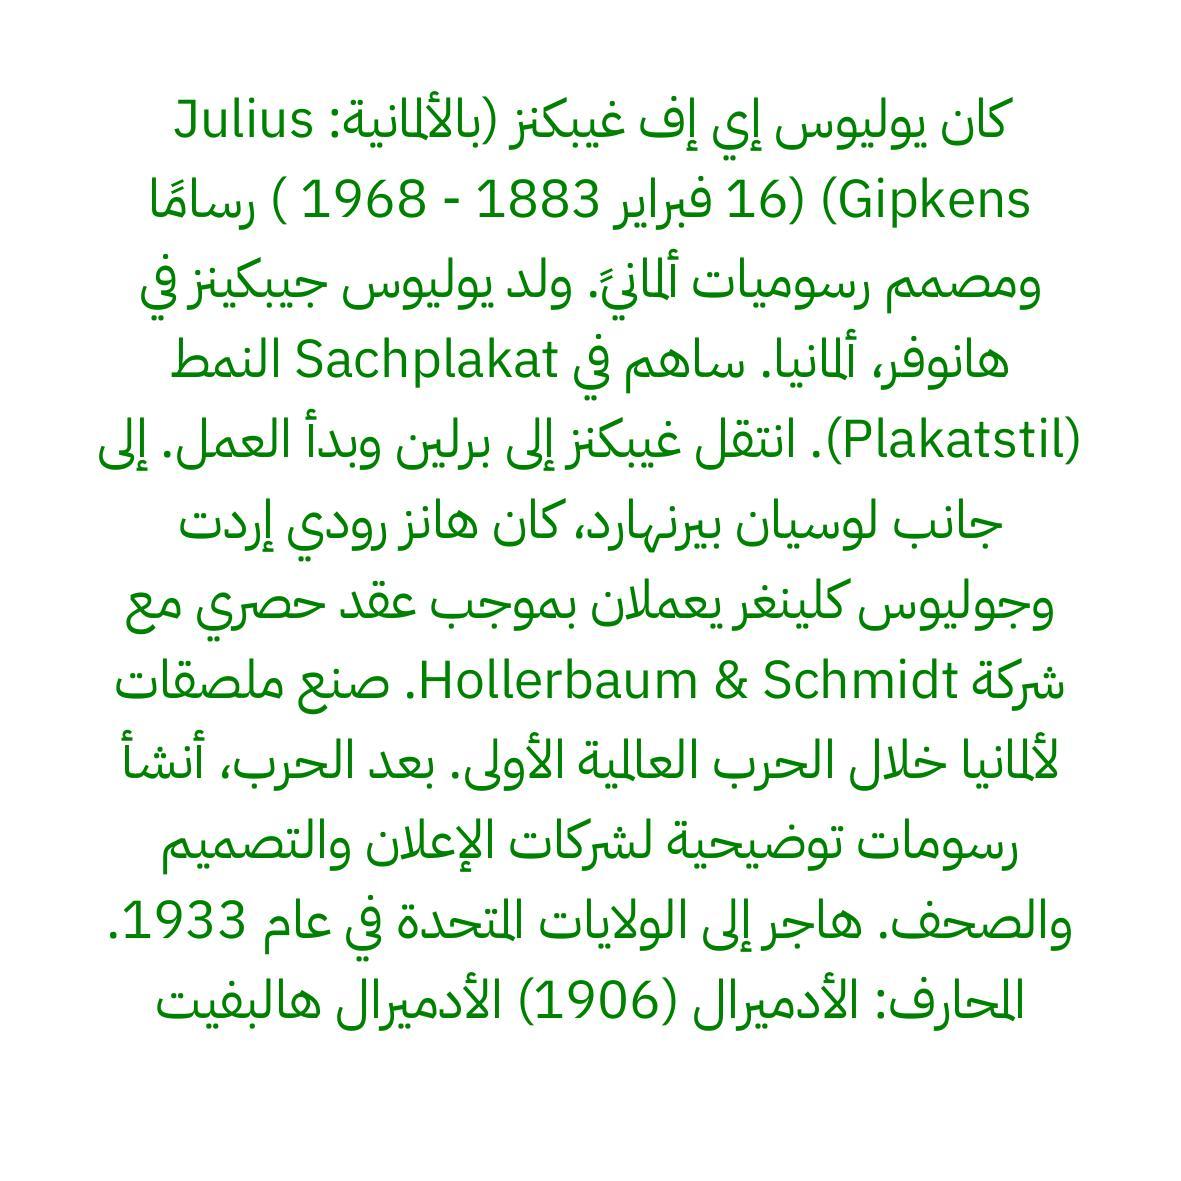 كان يوليوس إي إف غيبكنز (بالألمانية: Julius
Gipkens) (16 فبراير 1883 - 1968 ) رسامًا
ومصمم رسوميات ألمانيً. ولد يوليوس جيبكينز في
هانوفر، ألمانيا. ساهم في Sachplakat النمط
(Plakatstil). انتقل غيبكنز إلى برلين وبدأ العمل. إلى
جانب لوسيان بيرنهارد، كان هانز رودي إردت
وجوليوس كلينغر يعملان بموجب عقد حصري مع
شركة Hollerbaum & Schmidt. صنع ملصقات
لألمانيا خلال الحرب العالمية الأولى. بعد الحرب، أنشأ
رسومات توضيحية لشركات الإعلان والتصميم
والصحف. هاجر إلى الولايات المتحدة في عام 1933.
المحارف: الأدميرال (1906) الأدميرال هالبفيت